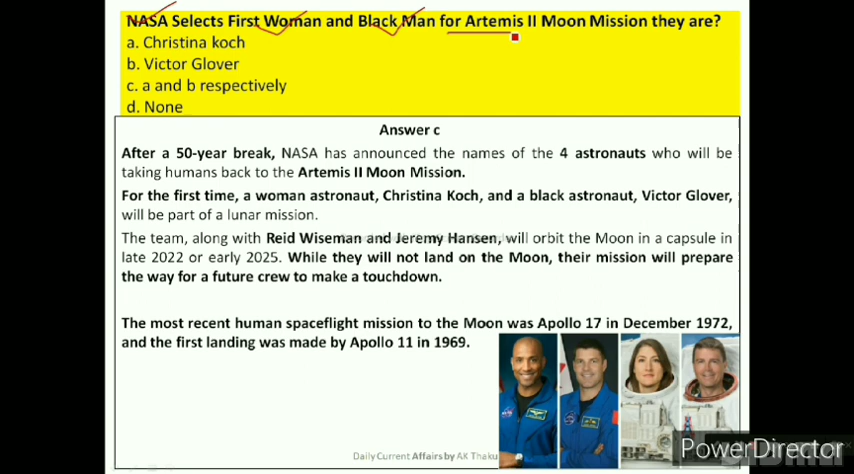 NASA Selects First Woman and Black Man for Artemis II Moon Mission they are?
a. Christina koch
b. Victor Glover
c. a and b respectively
d. None
Answer c
After a 50-year break, NASA has announced the names of the 4 astronauts who will be
taking humans back to the Artemis II Moon Mission.
For the first time, a woman astronaut, Christina Koch, and a black astronaut, Victor Glover,
will be part of a lunar mission.
The team, along with Reid Wiseman and Jeremy Hansen, will orbit the Moon in a capsule in
late 2022 or early 2025. While they will not land on the Moon, their mission will prepare
the way for a future crew to make a touchdown.
The most recent human spaceflight mission to the Moon was Apollo 17 in December 1972,
and the first landing was made by Apollo 11 in 1969.
Daily Current Affairs by AK Thaku
PowerDirector